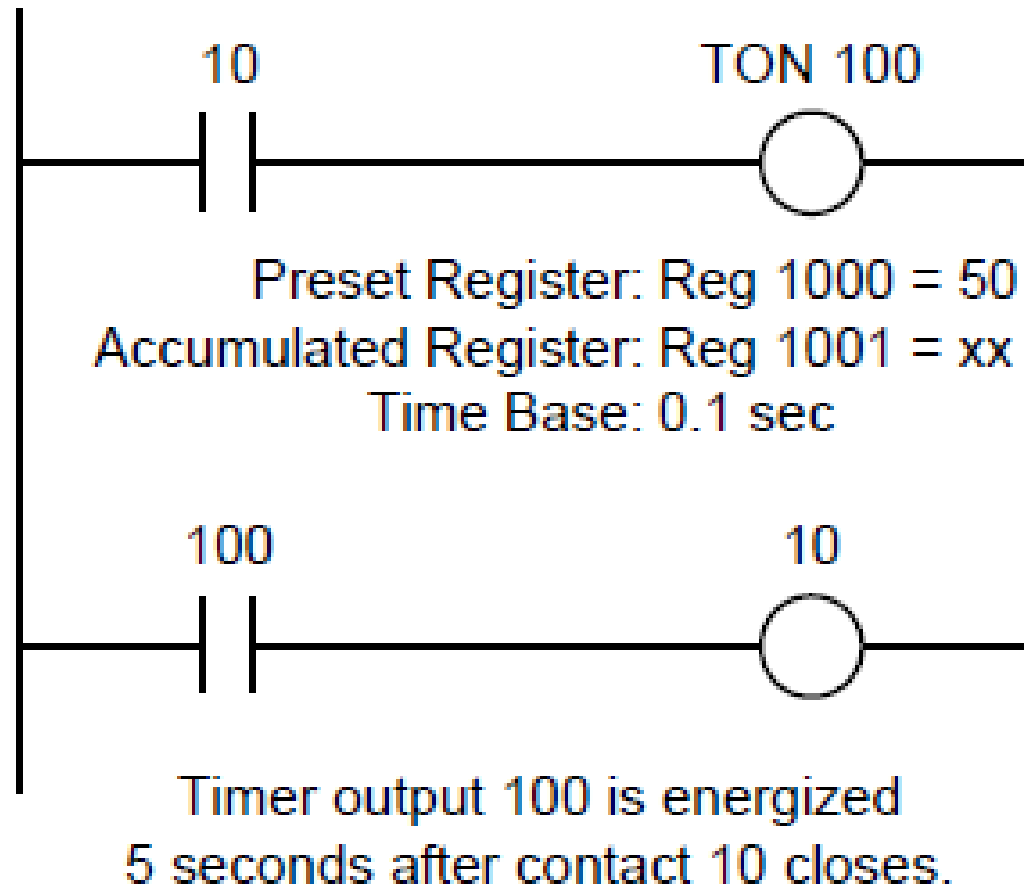 10
TON 100
Preset Register: Reg 1000 = 50
Accumulated Register: Reg 1001 = xx
Time Base: 0.1 sec
100
10
Timer output 100 is energized
5 seconds after contact 10 closes.